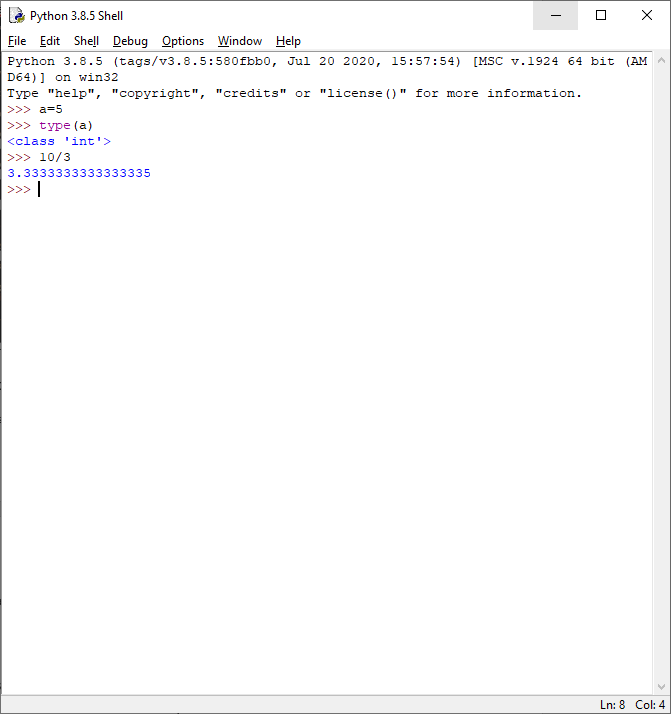 Python 3.8.5 Shell
File Edit Shell Debug Options Window Help
Python 3.8.5 (tags/v3.8.5:580fbb0, Jul 20 2020, 15:57:54) [MSC v.1924 64 bit (AM
D64)] on win32
Type "help", "copyright", "credits" or "license()" for more information.
>>> a=5
>>> type(a)
<class 'int'>
>>> 10/3
3.3333333333333335
>>>
Ln: 8 Col: 4